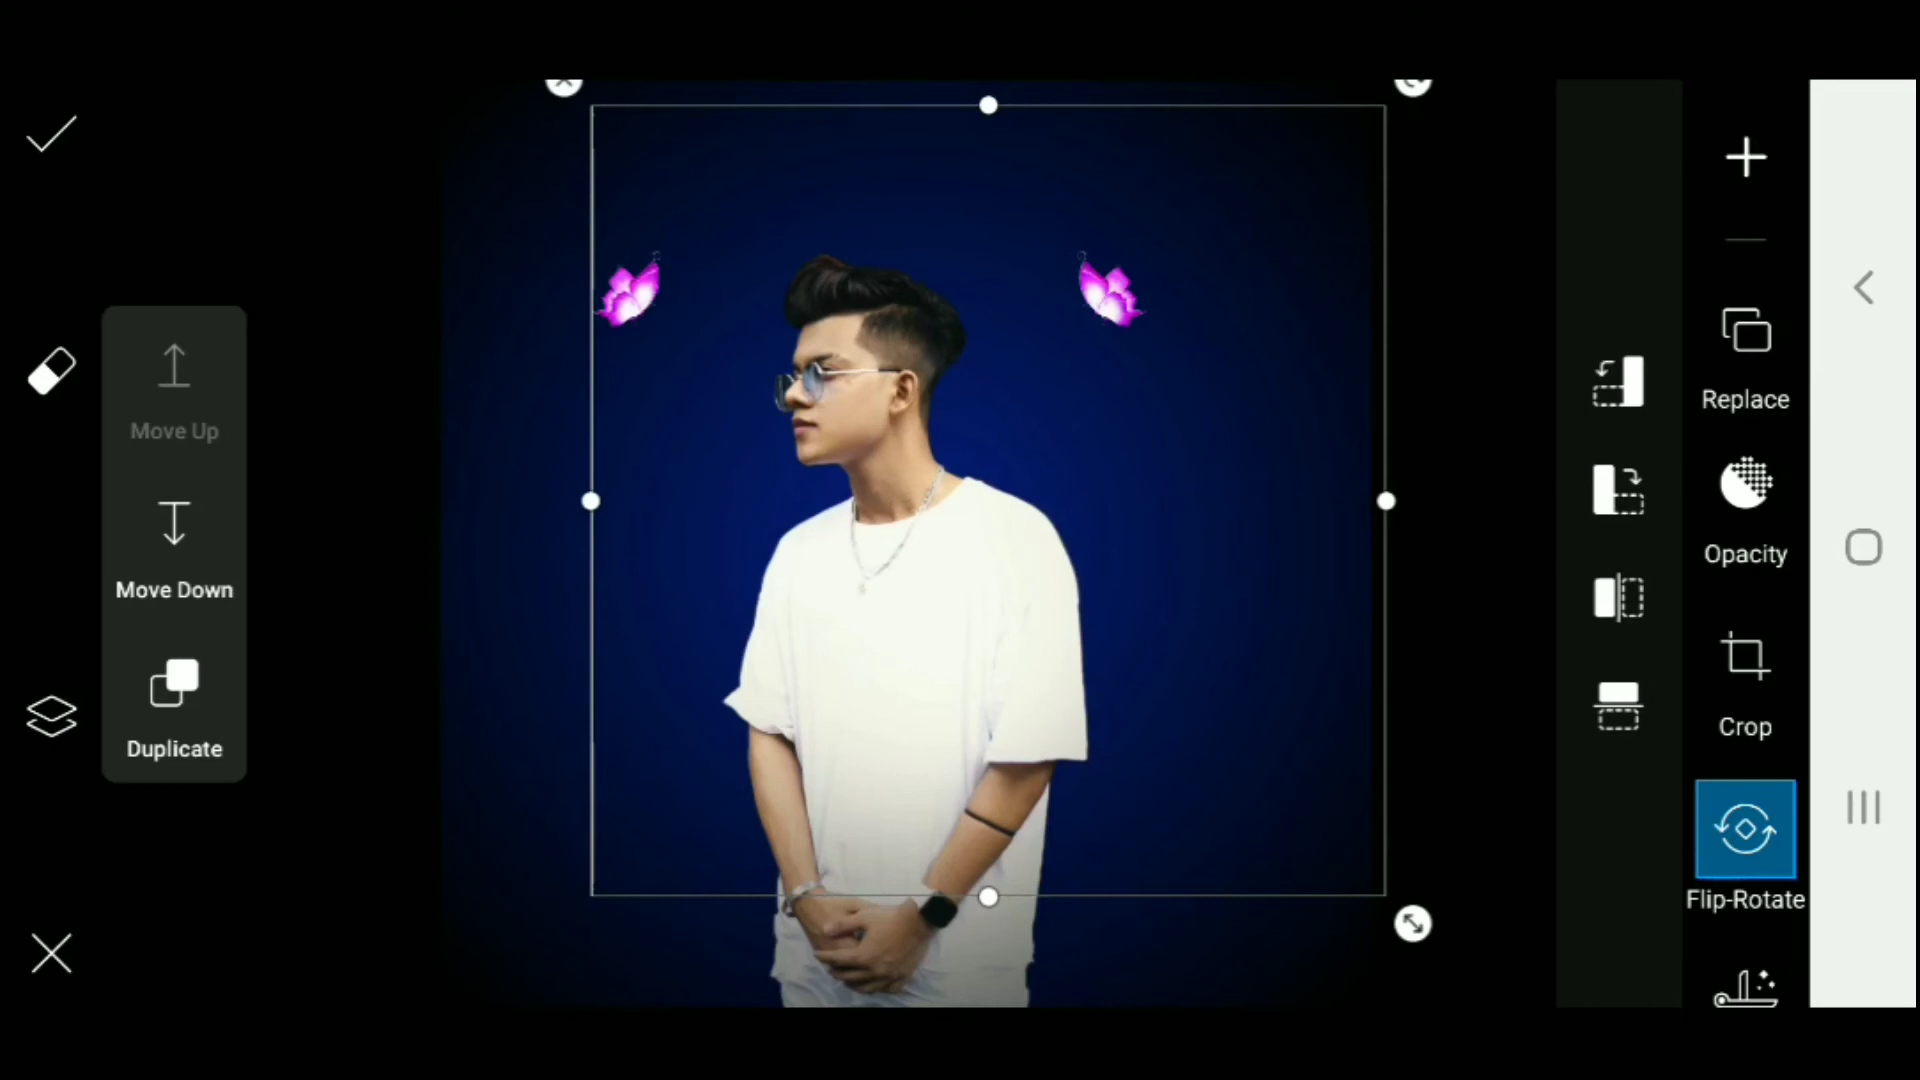 Move Up
Move Down
Duplicate
Replace
Opacity
Crop
Flip-Rotate